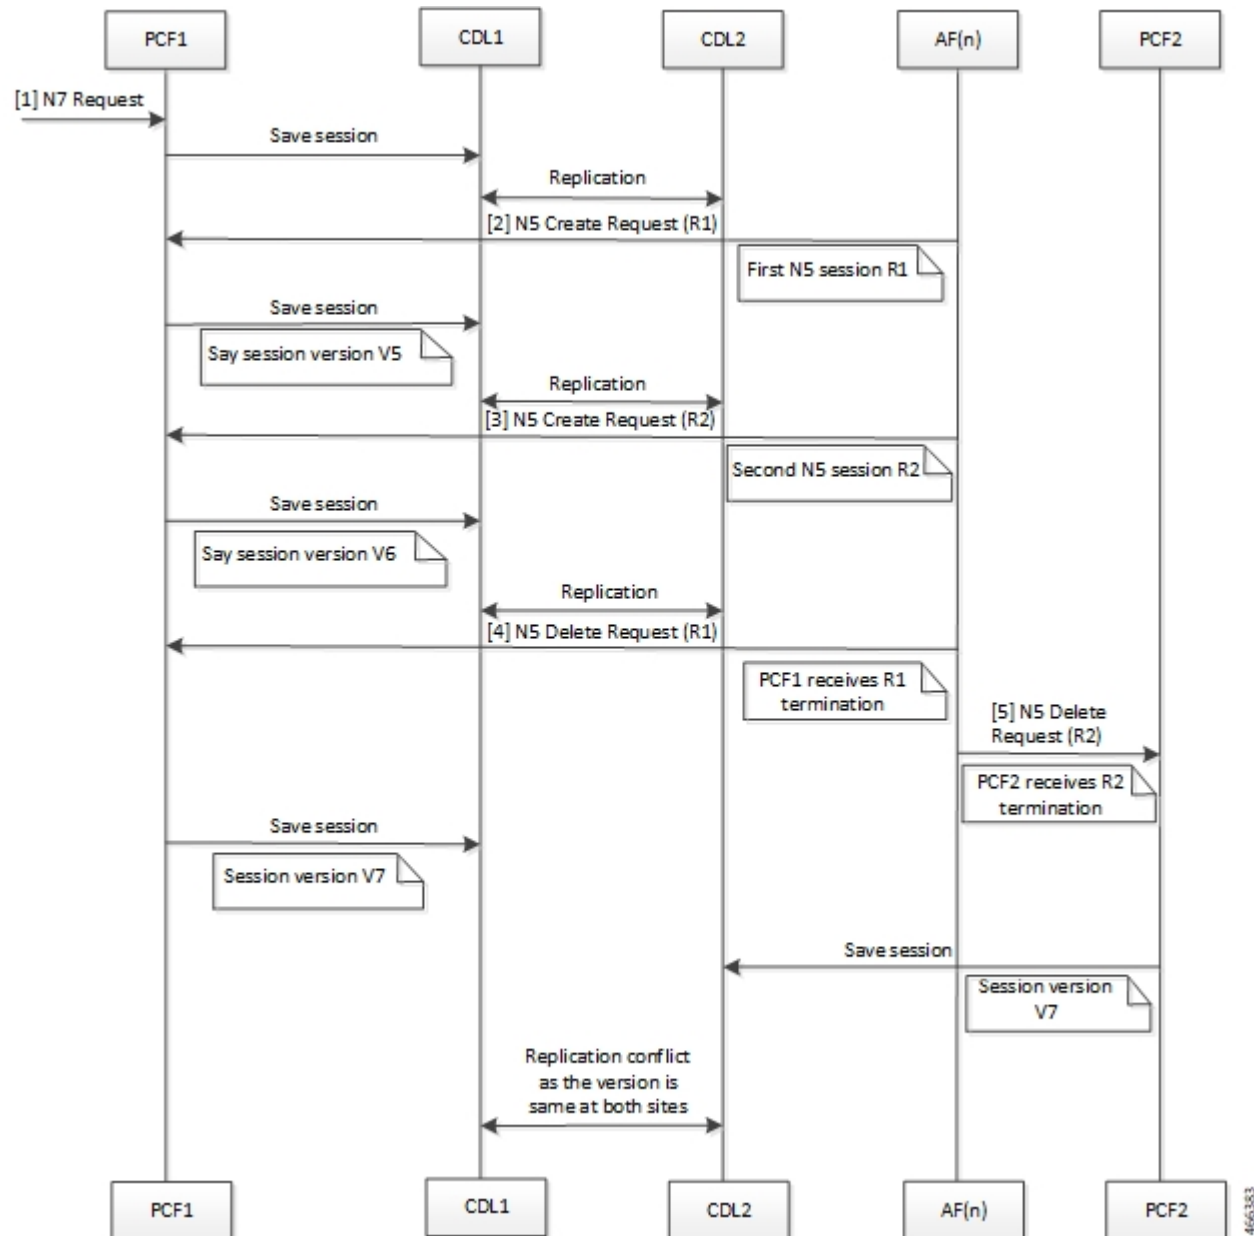 PCF1
CDL1
CDL2
AF(n)
PCF2
[1] N7 Request
Save session
Replication
[2] N5 Create Request (R1)
First N5 session R1
Save session
Say session version V5
Replication
[3] N5 Create Request (R2)
Second N5 session R2
Save session
Say session version V6
Replication
[4] N5 Delete Request (R1)
PCF1 receives R1
termination
[5] N5 Delete
Request (R2)
PCF2 receives R2
termination
Save session
Session version V7
Save session
Session version
V7
Replication conflict
as the version is
same at both sites
PCF1
CDL1
CDL2
AF(n)
PCF2
466383